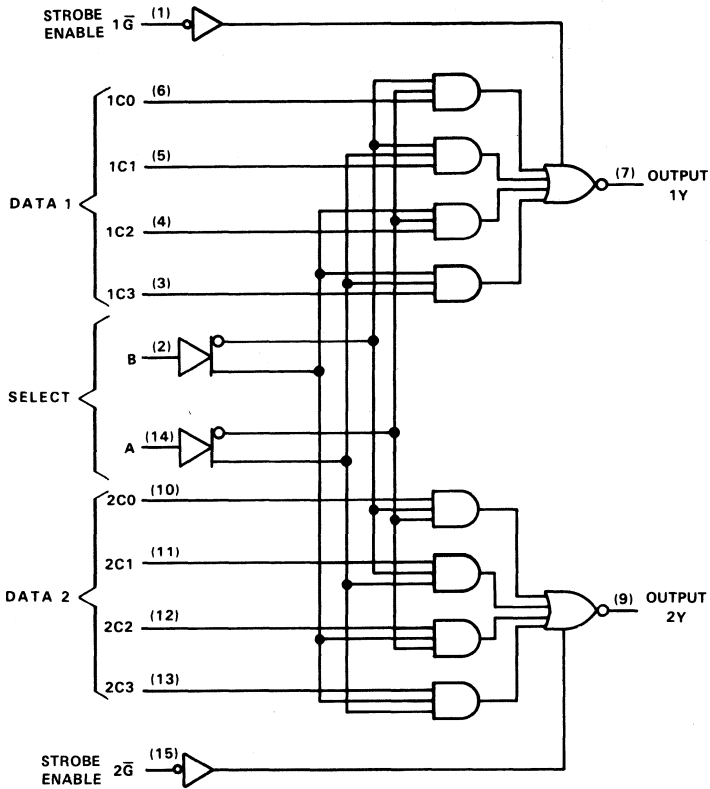 STROBE
ENABLE 1G̅ (1)
1C0 (6)
1C1 (5)
DATA 1
1C2 (4)
1C3 (3)
(7) OUTPUT
1Y
B (2)
SELECT
A (14)
2C0 (10)
2C1 (11)
DATA 2
2C2 (12)
2C3 (13)
(9) OUTPUT
2Y
STROBE
ENABLE 2G̅ (15)